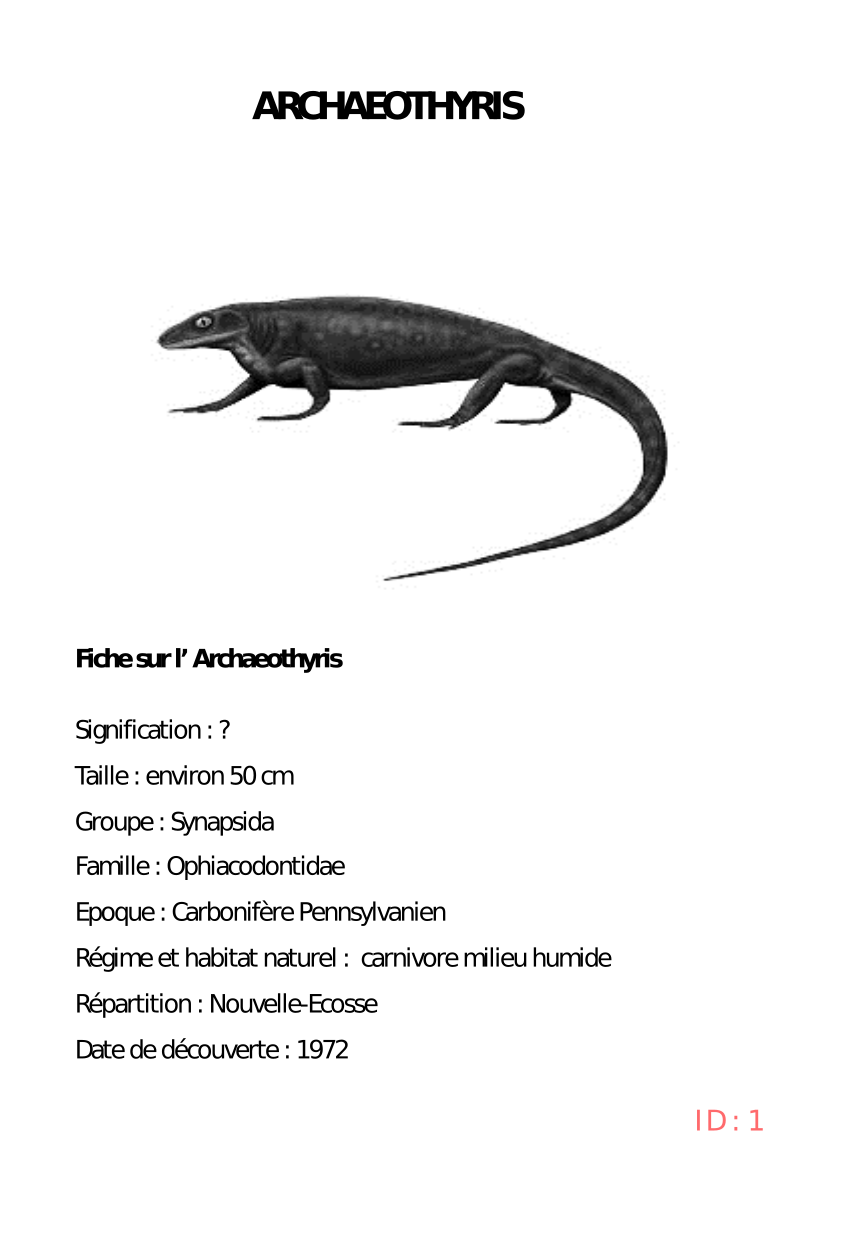 ARCHAEOTHYRIS
Fiche sur l’ Archaeothyris
Signification : ?
Taille : environ 50 cm
Groupe : Synapsida
Famille : Ophiacodontidae
Epoque : Carbonifère Pennsylvanien
Régime et habitat naturel :  carnivore milieu humide
Répartition : Nouvelle-Ecosse
Date de découverte : 1972
ID : 1